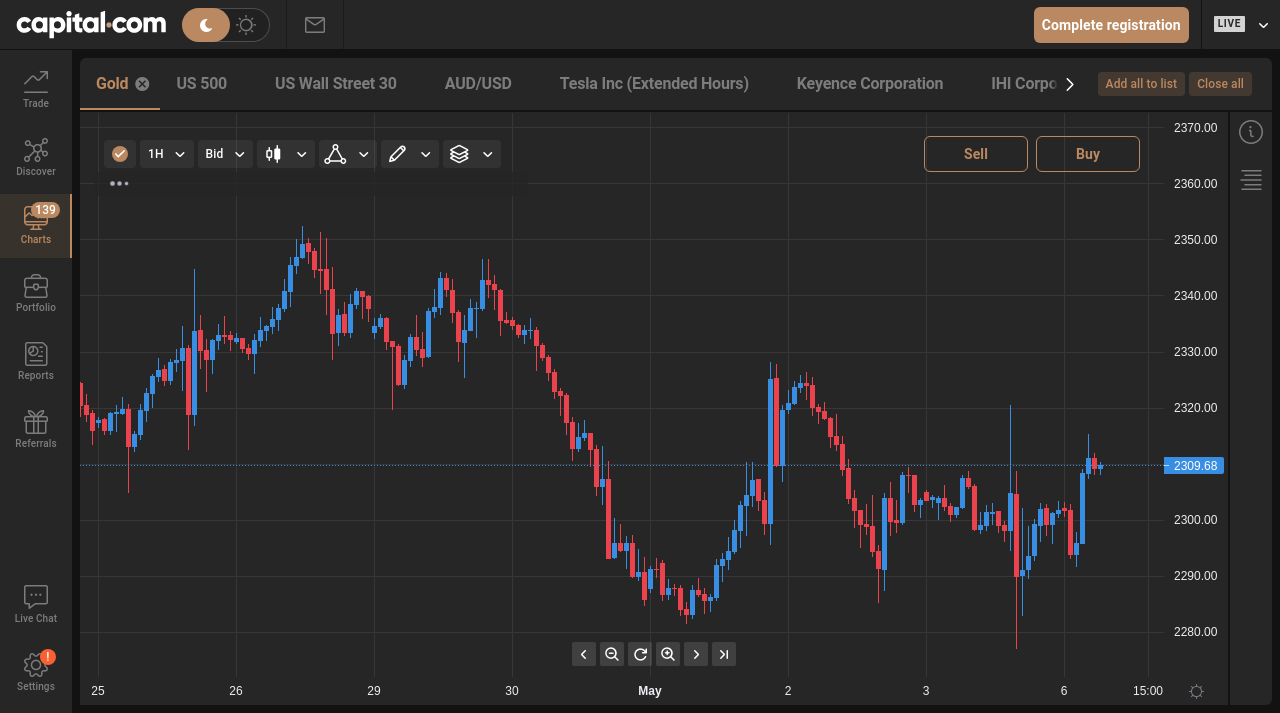 capital.com
Complete registration
LIVE
Trade
Discover
139
Charts
Portfolio
Reports
Referrals
Live Chat
!
Settings
Gold
US 500
US Wall Street 30
AUD/USD
Tesla Inc (Extended Hours)
Keyence Corporation
IHI Corpo
Add all to list
Close all
1H
Bid
Sell
Buy
2370.00
2360.00
2350.00
2340.00
2330.00
2320.00
2309.68
2300.00
2290.00
2280.00
25
26
29
30
May
2
3
6
15:00